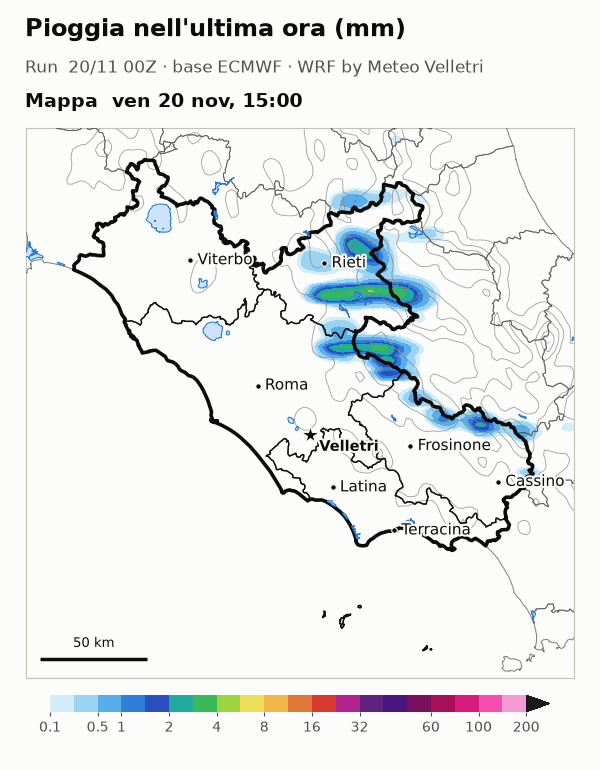 Pioggia nell'ultima ora (mm)
Run  20/11 00Z · base ECMWF · WRF by Meteo Velletri
Mappa  ven 20 nov, 15:00
Viterbo
Rieti
Roma
Velletri
Frosinone
Latina
Cassino
Terracina
50 km
0.1 0.5 1 2 4 8 16 32 60 100 200